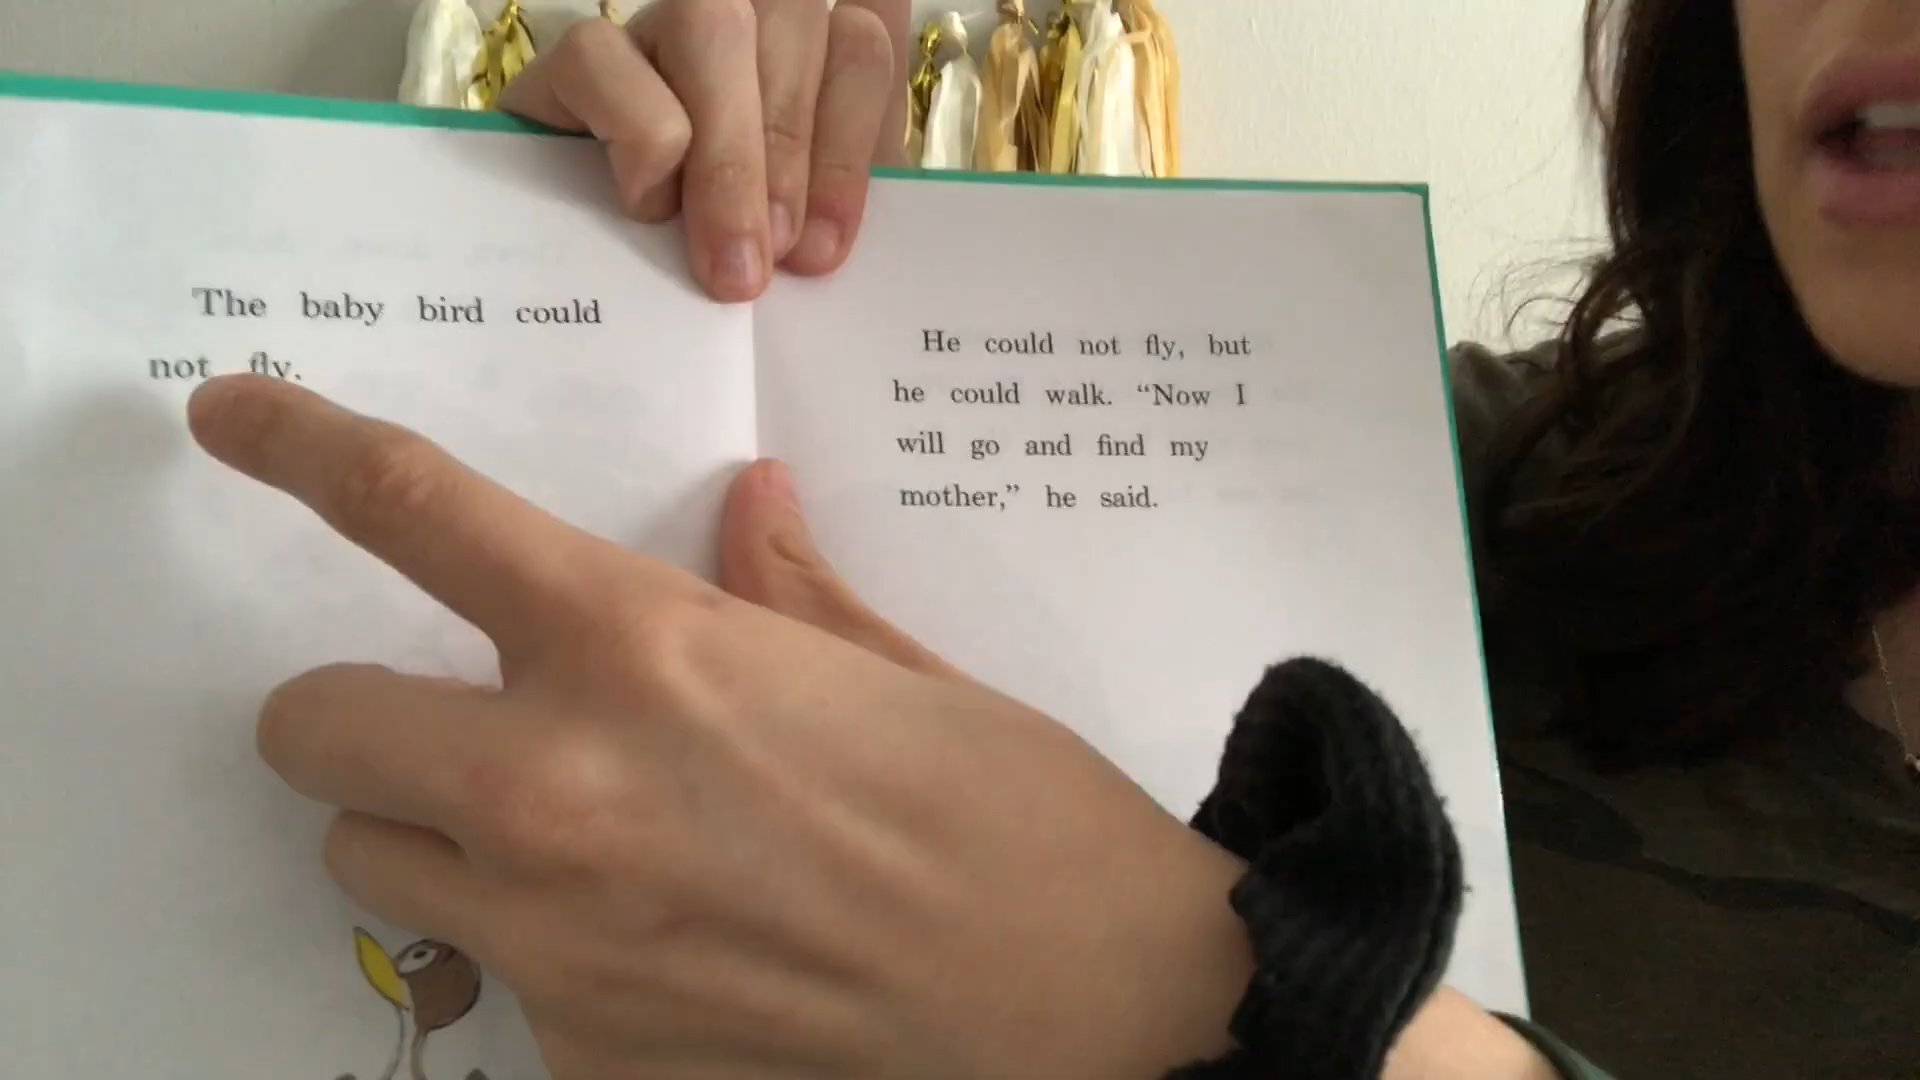 The baby bird could
not fly.
He could not fly, but
he could walk. “Now I
will go and find my
mother,” he said.